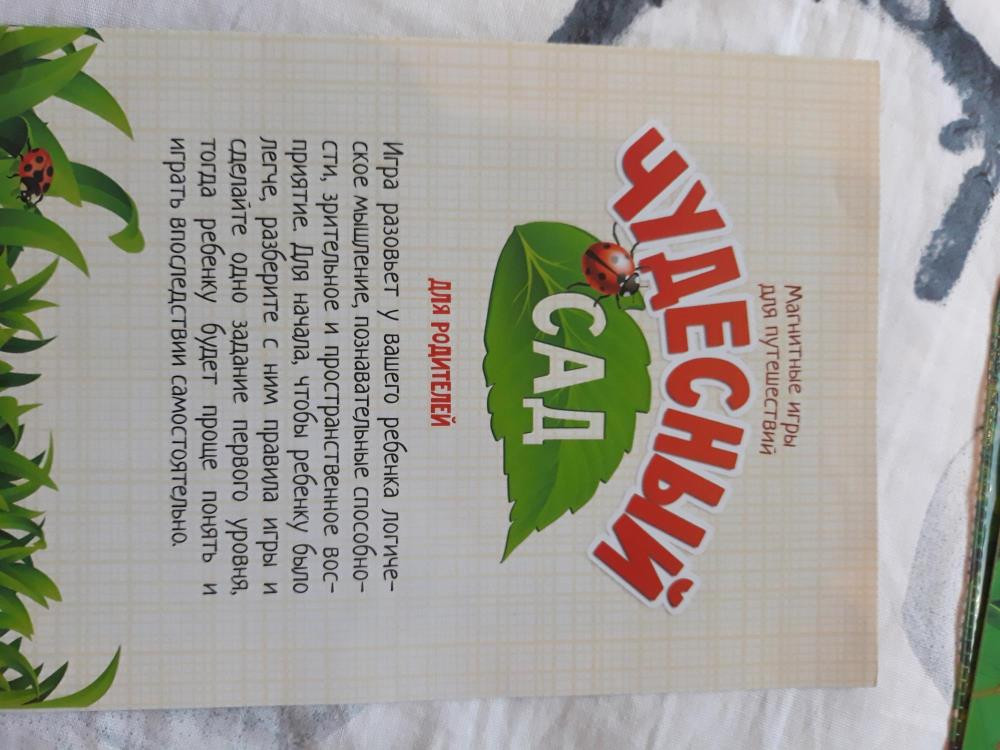 Магнитные игры
для путешествий
ЧУДЕСНЫЙ
САД
ДЛЯ РОДИТЕЛЕЙ
Игра разовьет у вашего ребенка логиче-
ское мышление, познавательные способно-
сти, зрительное и пространственное вос-
приятие. Для начала, чтобы ребенку было
легче, разберите с ним правила игры и
сделайте одно задание первого уровня,
тогда ребенку будет проще понять и
играть впоследствии самостоятельно.